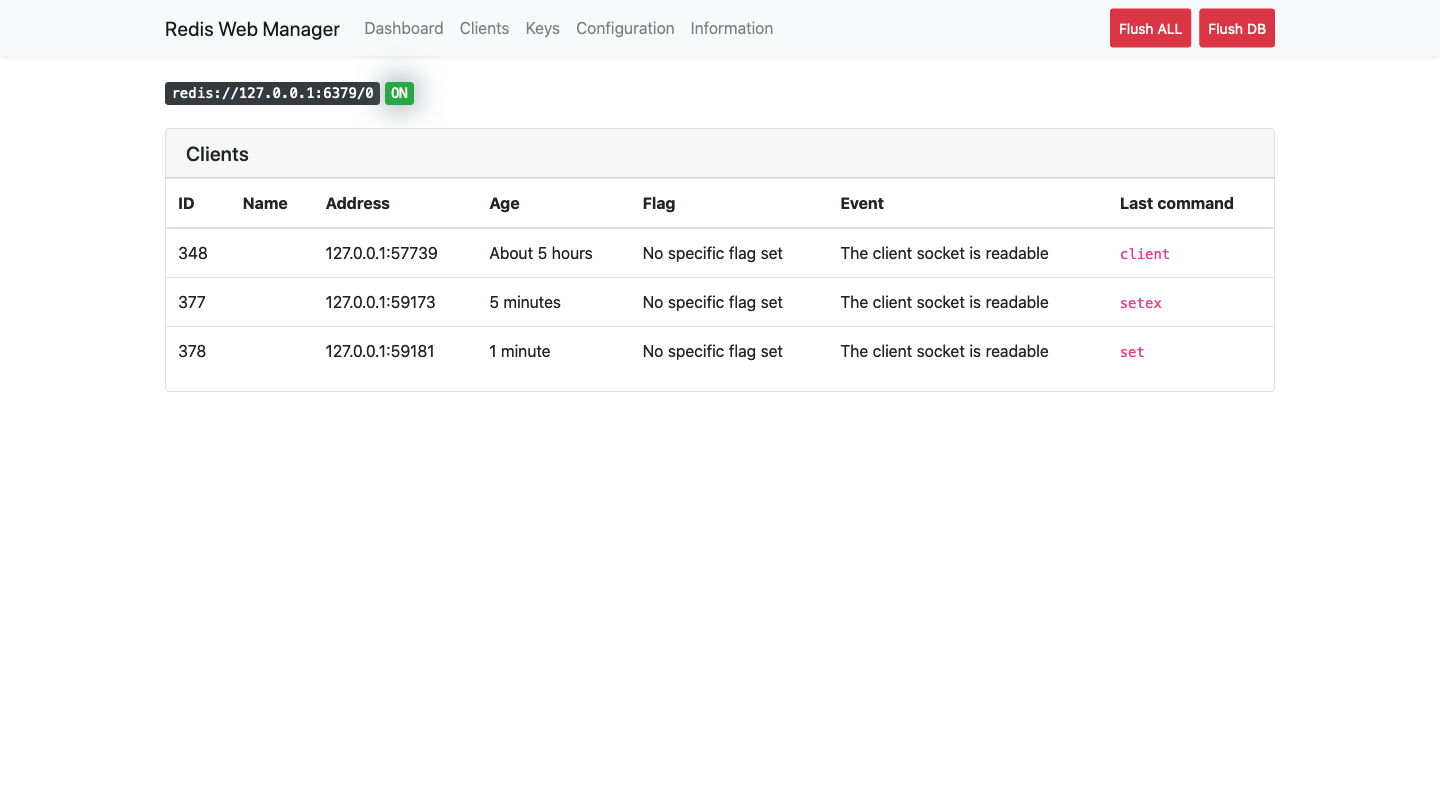 Redis Web Manager Dashboard Clients Keys Configuration Information Flush ALL Flush DB
redis://127.0.0.1:6379/0 ON
Clients
ID Name Address Age Flag Event Last command
348 127.0.0.1:57739 About 5 hours No specific flag set The client socket is readable client
377 127.0.0.1:59173 5 minutes No specific flag set The client socket is readable setex
378 127.0.0.1:59181 1 minute No specific flag set The client socket is readable set